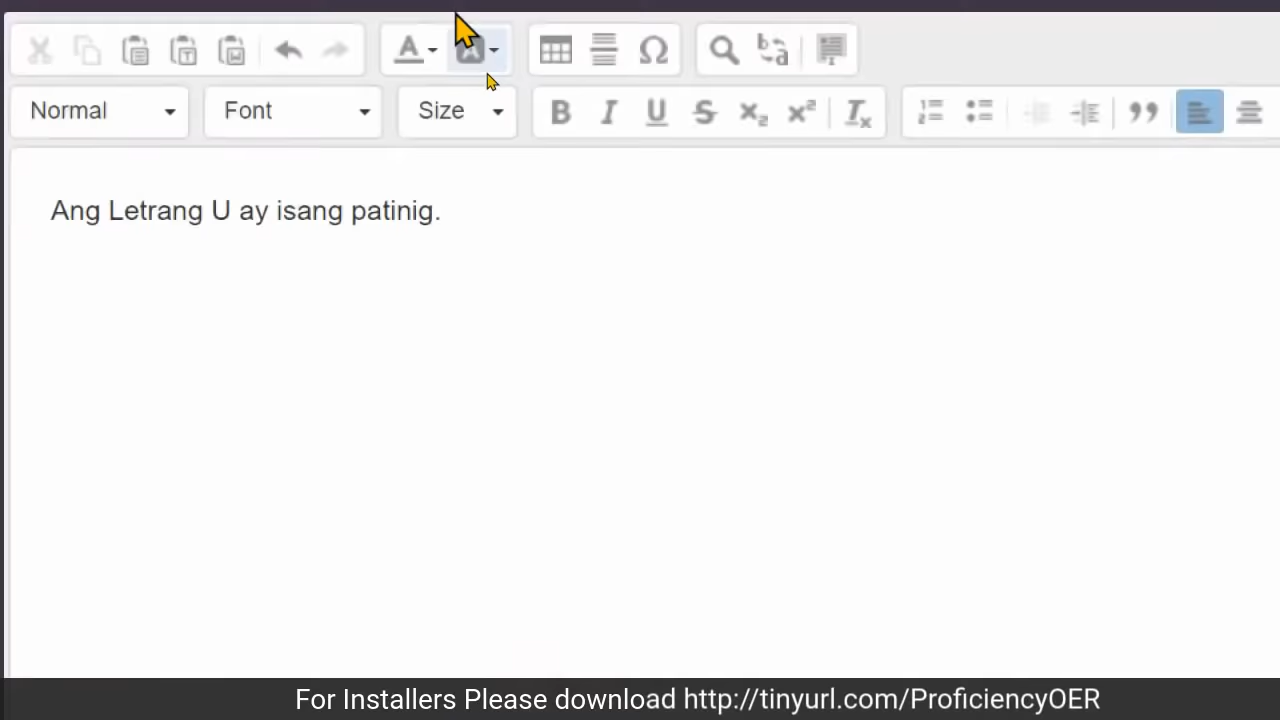 Normal Font Size
Ang Letrang U ay isang patinig.
For Installers Please download http://tinyurl.com/ProficiencyOER